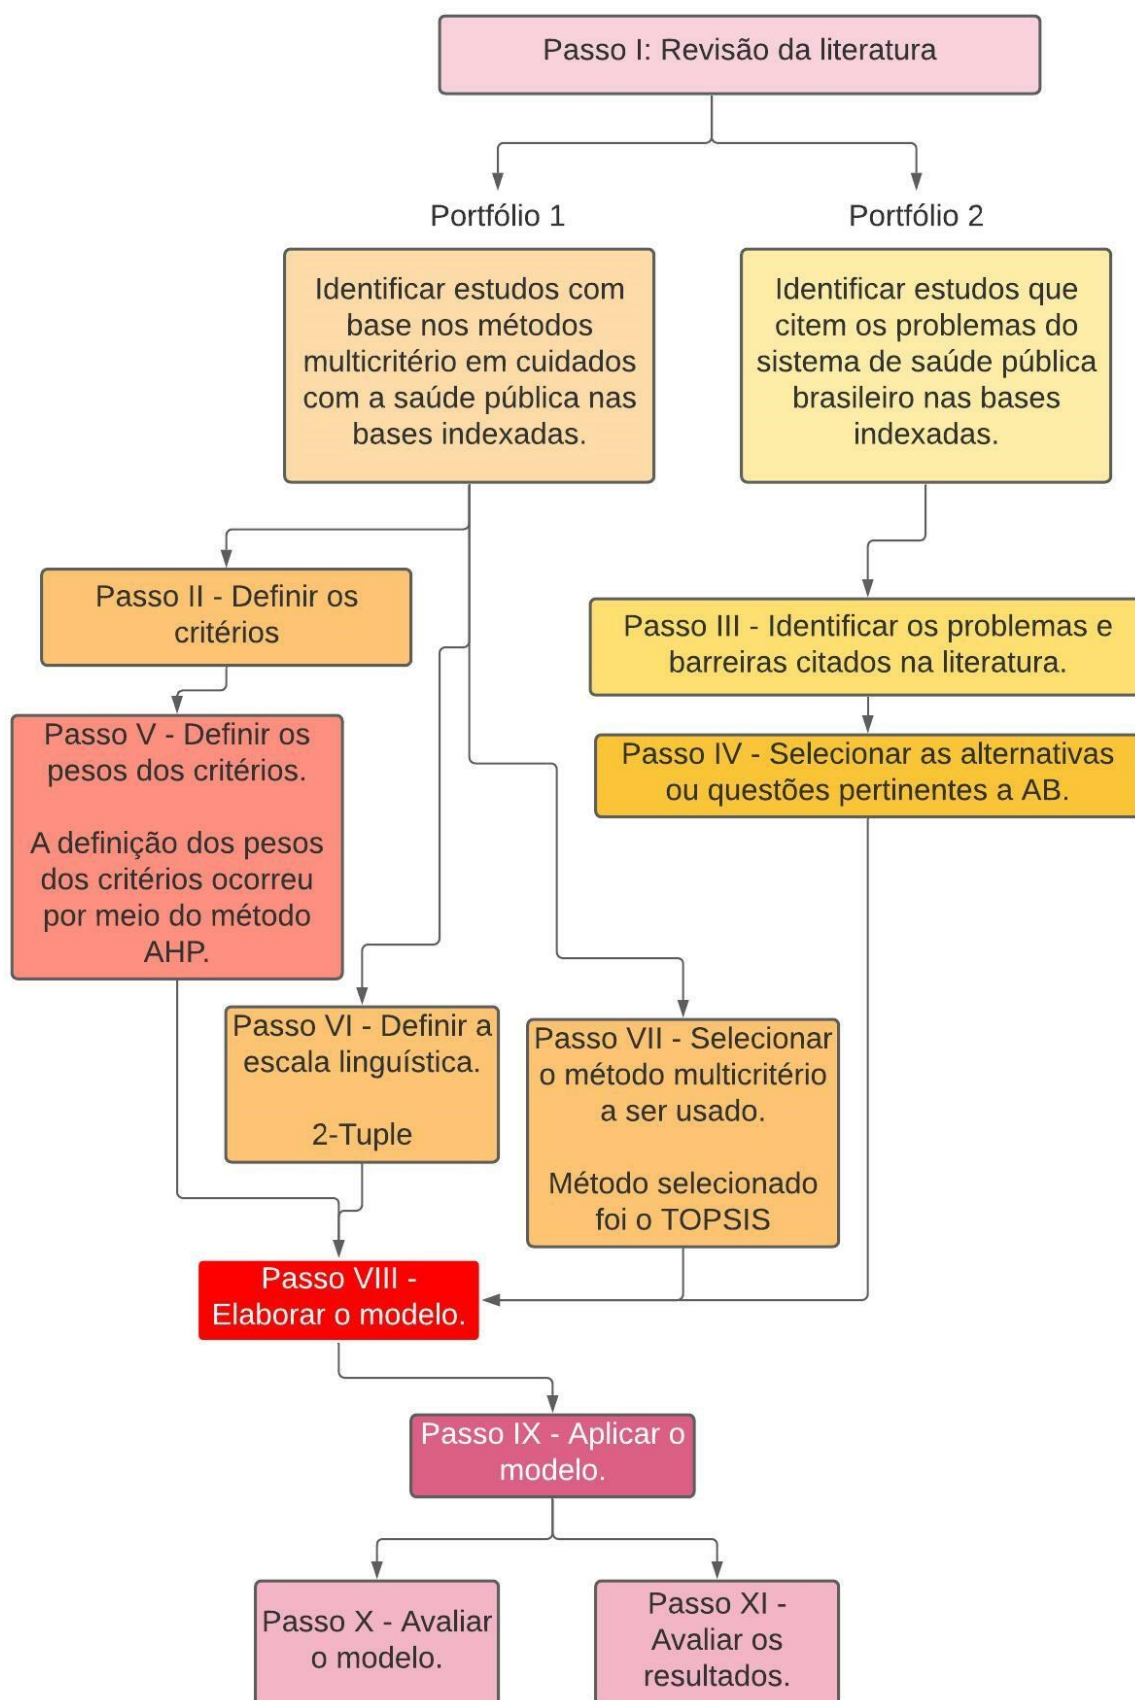 Passo I: Revisão da literatura
Portfólio 1
Portfólio 2
Identificar estudos com
base nos métodos
multicritério em cuidados
com a saúde pública nas
bases indexadas.
Identificar estudos que
citem os problemas do
sistema de saúde pública
brasileiro nas bases
indexadas.
Passo II - Definir os
critérios
Passo III - Identificar os problemas e
barreiras citados na literatura.
Passo V - Definir os
pesos dos critérios.
A definição dos pesos
dos critérios ocorreu
por meio do método
AHP.
Passo IV - Selecionar as alternativas
ou questões pertinentes a AB.
Passo VI - Definir a
escala linguística.
2-Tuple
Passo VII - Selecionar
o método multicritério
a ser usado.
Método selecionado
foi o TOPSIS
Passo VIII -
Elaborar o modelo.
Passo IX - Aplicar o
modelo.
Passo X - Avaliar
o modelo.
Passo XI -
Avaliar os
resultados.